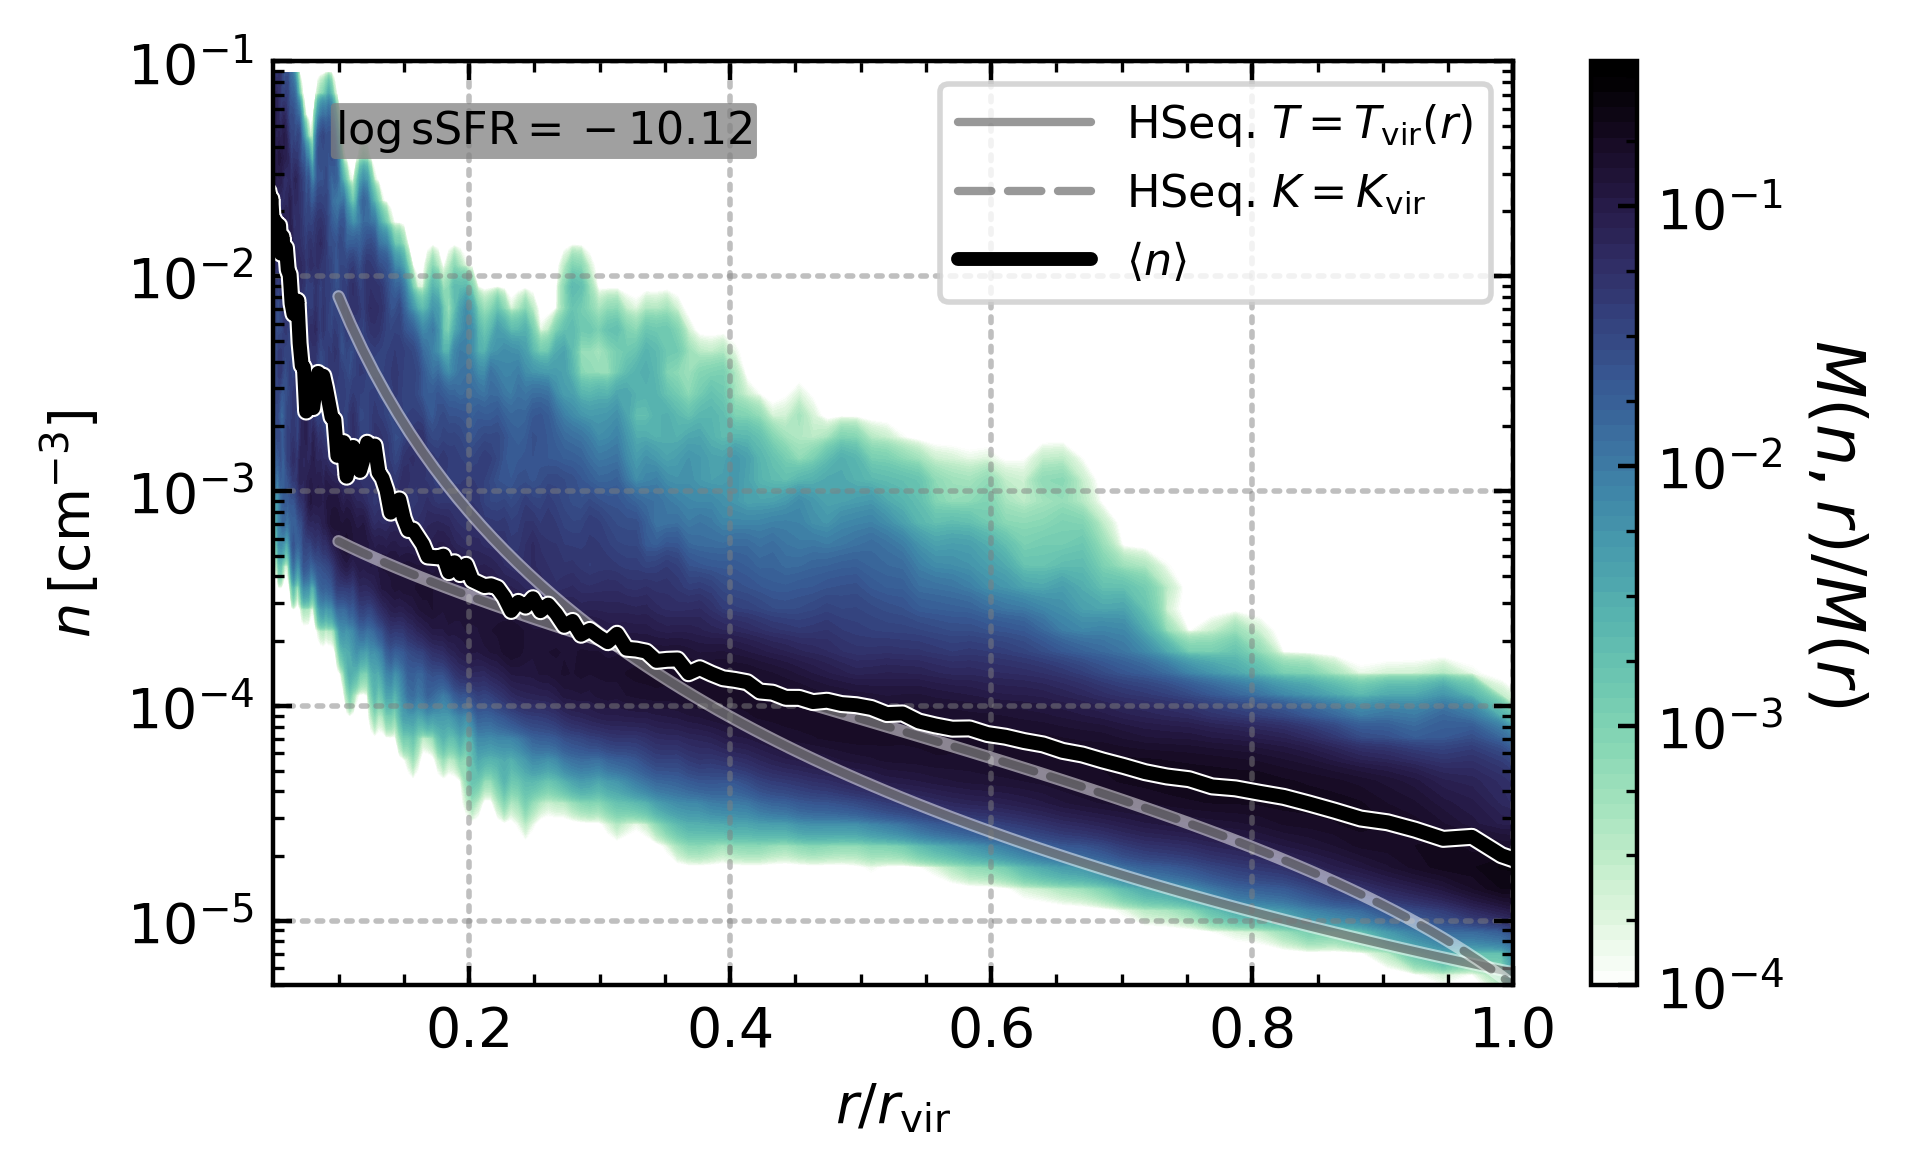 10⁻¹
10⁻²
10⁻³
10⁻⁴
10⁻⁵
n [cm⁻³]
log sSFR = −10.12
HSeq. T = T_vir(r)
HSeq. K = K_vir
⟨n⟩
0.2 0.4 0.6 0.8 1.0
r/r_vir
10⁻¹
10⁻²
10⁻³
10⁻⁴
M(n, r)/M(r)